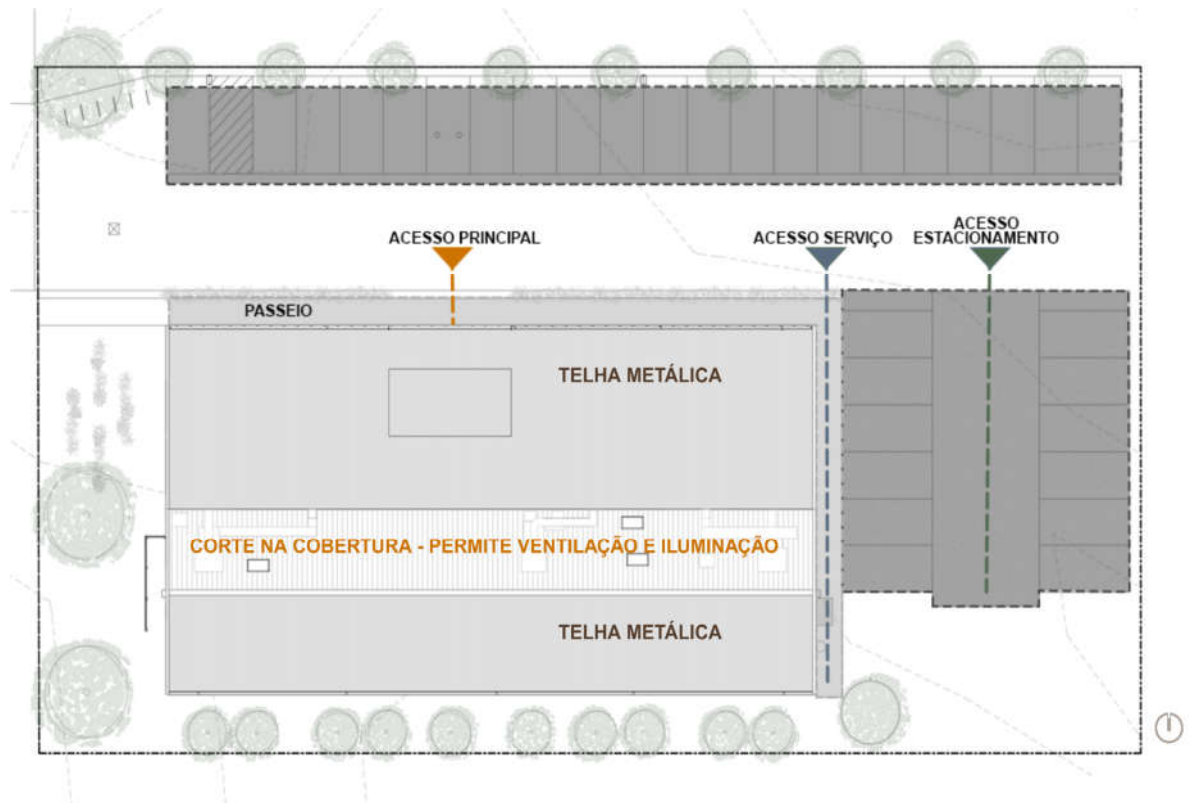 ACESSO PRINCIPAL
ACESSO SERVIÇO
ACESSO
ESTACIONAMENTO
PASSEIO
TELHA METÁLICA
CORTE NA COBERTURA - PERMITE VENTILAÇÃO E ILUMINAÇÃO
TELHA METÁLICA